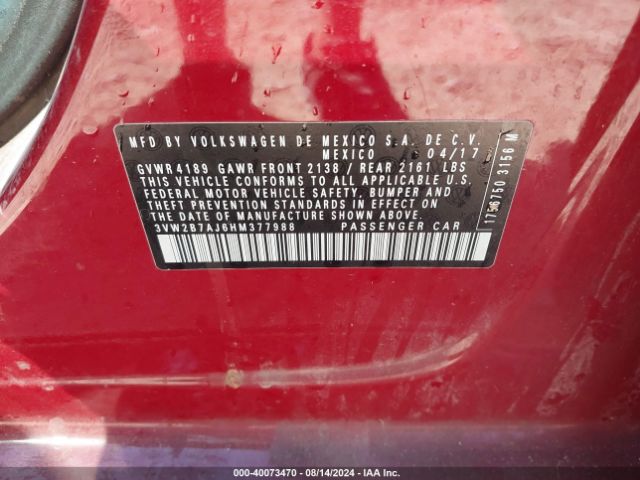 MFD BY VOLKSWAGEN DE MEXICO S.A. DE C.V.
MEXICO 04/17
GVWR 4189 GAWR FRONT 2138 / REAR 2161 LBS
THIS VEHICLE CONFORMS TO ALL APPLICABLE U.S.
FEDERAL MOTOR VEHICLE SAFETY, BUMPER AND
THEFT PREVENTION STANDARDS IN EFFECT ON THE
DATE OF MANUFACTURE SHOWN ABOVE.
3VW2B7AJ6HM377988 PASSENGER CAR
3156 M
000-40073470 - 08/14/2024 - IAA Inc.